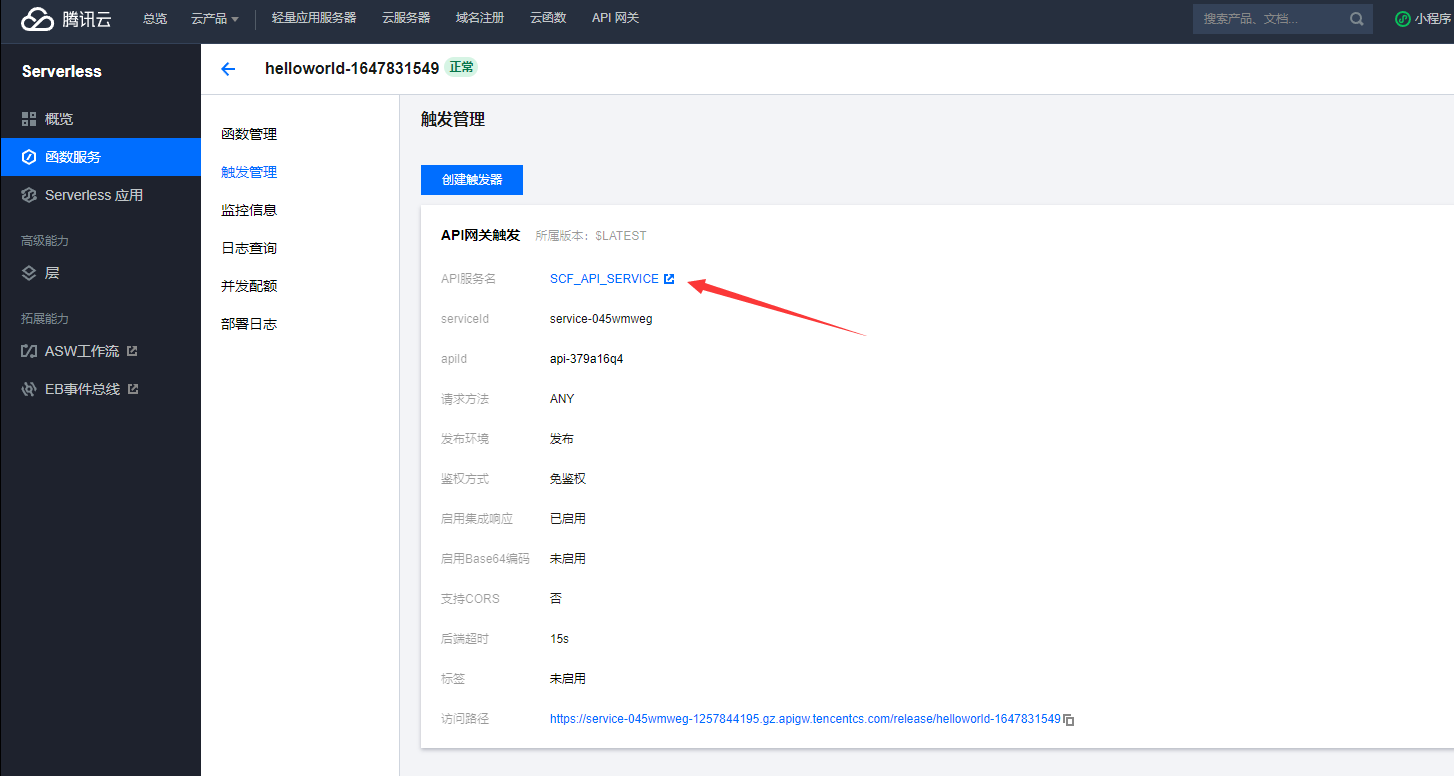 腾讯云 总览 云产品 轻量应用服务器 云服务器 域名注册 云函数 API 网关 搜索产品、文档... 小程序
Serverless
概览
函数服务
Serverless 应用
高级能力
层
拓展能力
ASW工作流
EB事件总线
helloworld-1647831549 正常
函数管理
触发管理
监控信息
日志查询
并发配额
部署日志
触发管理
创建触发器
API网关触发 所属版本: $LATEST
API服务名 SCF_API_SERVICE
serviceId service-045wmweg
apiId api-379a16q4
请求方法 ANY
发布环境 发布
鉴权方式 免鉴权
启用集成响应 已启用
启用Base64编码 未启用
支持CORS 否
后端超时 15s
标签 未启用
访问路径 https://service-045wmweg-1257844195.gz.apigw.tencentcs.com/release/helloworld-1647831549